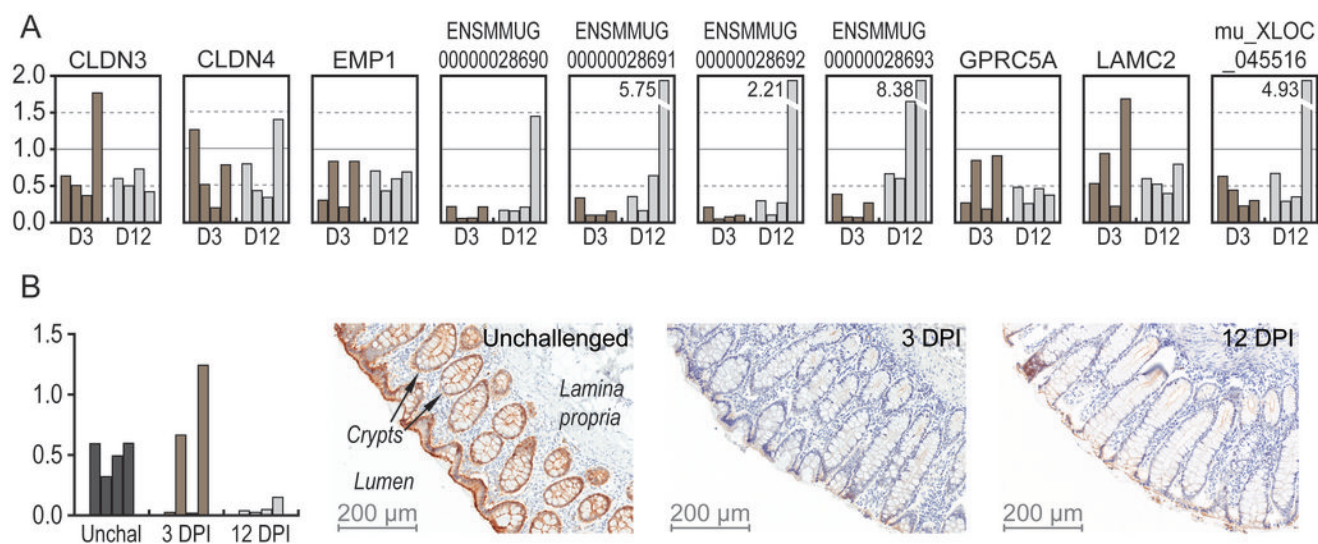 A
CLDN3
CLDN4
EMP1
ENSMMUG
00000028690
ENSMMUG
00000028691
ENSMMUG
00000028692
ENSMMUG
00000028693
GPRC5A
LAMC2
mu_XLOC
_045516
2.0
1.5
1.0
0.5
0.0
5.75
2.21
8.38
4.93
D3 D12
D3 D12
D3 D12
D3 D12
D3 D12
D3 D12
D3 D12
D3 D12
D3 D12
D3 D12
B
1.5
1.0
0.5
0.0
Unchal 3 DPI 12 DPI
Unchallenged
Lamina
propria
Crypts
Lumen
200 µm
3 DPI
200 µm
12 DPI
200 µm